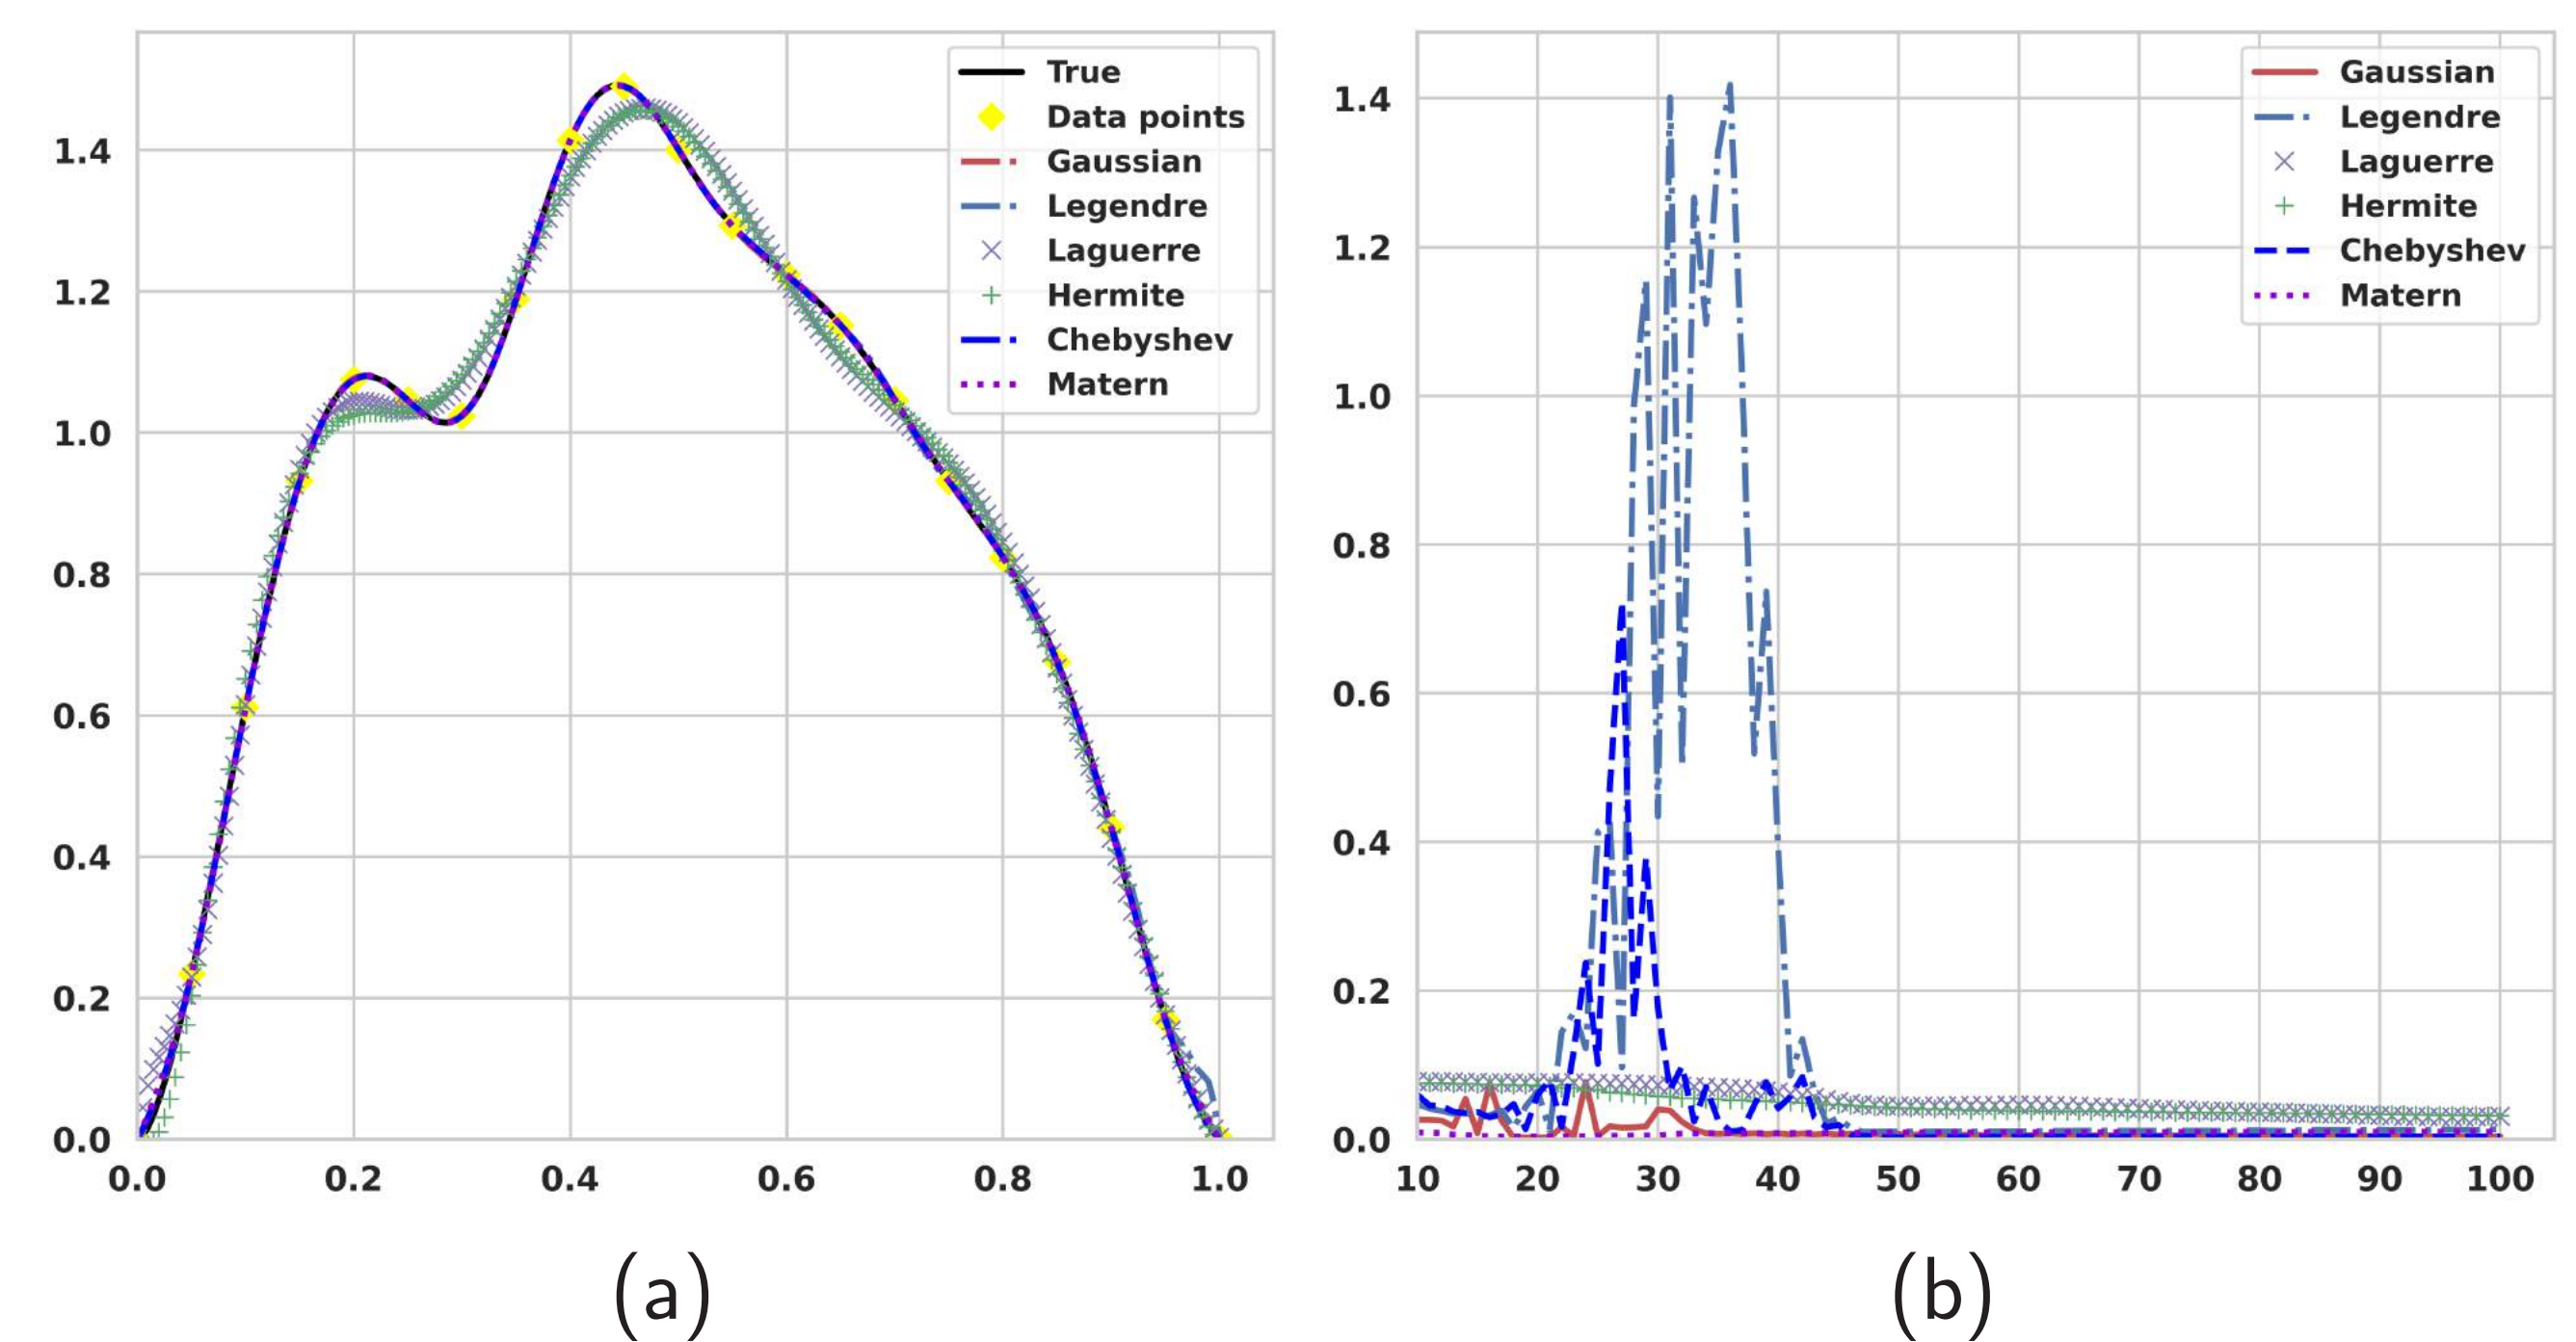 True
Data points
Gaussian
Legendre
Laguerre
Hermite
Chebyshev
Matern
1.4
1.2
1.0
0.8
0.6
0.4
0.2
0.0
0.0 0.2 0.4 0.6 0.8 1.0
(a)
Gaussian
Legendre
Laguerre
Hermite
Chebyshev
Matern
1.4
1.2
1.0
0.8
0.6
0.4
0.2
0.0
10 20 30 40 50 60 70 80 90 100
(b)